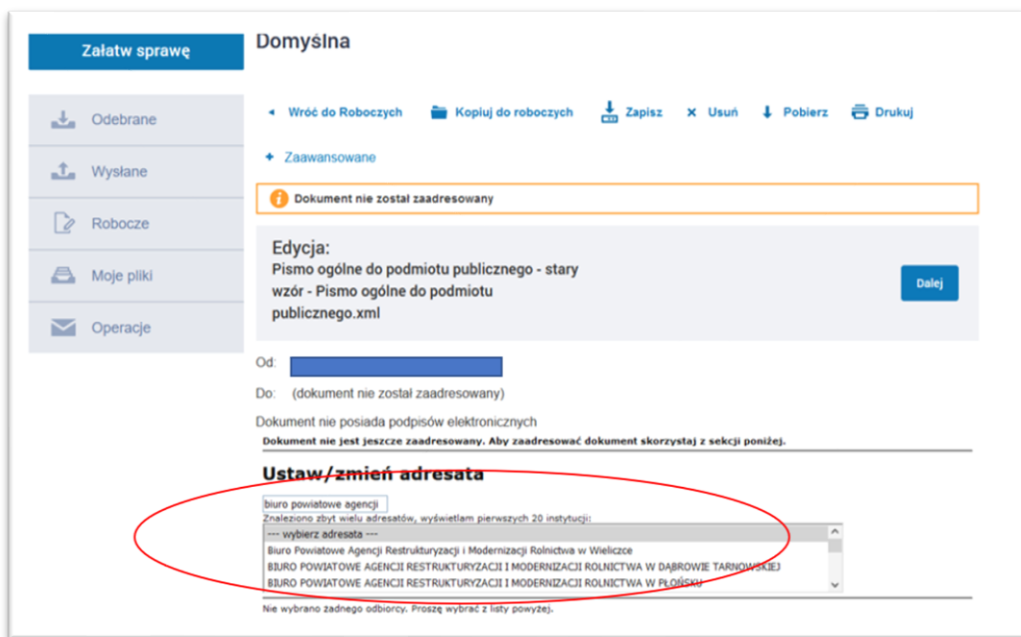 Załatw sprawę
Domyślna
Odebrane
Wysłane
Robocze
Moje pliki
Operacje
Wróć do Roboczych Kopiuj do roboczych Zapisz Usuń Pobierz Drukuj
Zaawansowane
Dokument nie został zaadresowany
Edycja:
Pismo ogólne do podmiotu publicznego - stary
wzór - Pismo ogólne do podmiotu
publicznego.xml
Dalej
Od:
Do: (dokument nie został zaadresowany)
Dokument nie posiada podpisów elektronicznych
Dokument nie jest jeszcze zaadresowany. Aby zaadresować dokument skorzystaj z sekcji poniżej.
Ustaw/zmień adresata
biuro powiatowe agencji
Znaleziono zbyt wielu adresatów, wyświetlam pierwszych 20 instytucji:
--- wybierz adresata ---
Biuro Powiatowe Agencji Restrukturyzacji i Modernizacji Rolnictwa w Wieliczce
BIURO POWIATOWE AGENCJI RESTRUKTURYZACJI I MODERNIZACJI ROLNICTWA W DĄBROWIE TARNOWSKIEJ
BIURO POWIATOWE AGENCJI RESTRUKTURYZACJI I MODERNIZACJI ROLNICTWA W PŁOŃSKU
Nie wybrano żadnego odbiorcy. Proszę wybrać z listy powyżej.